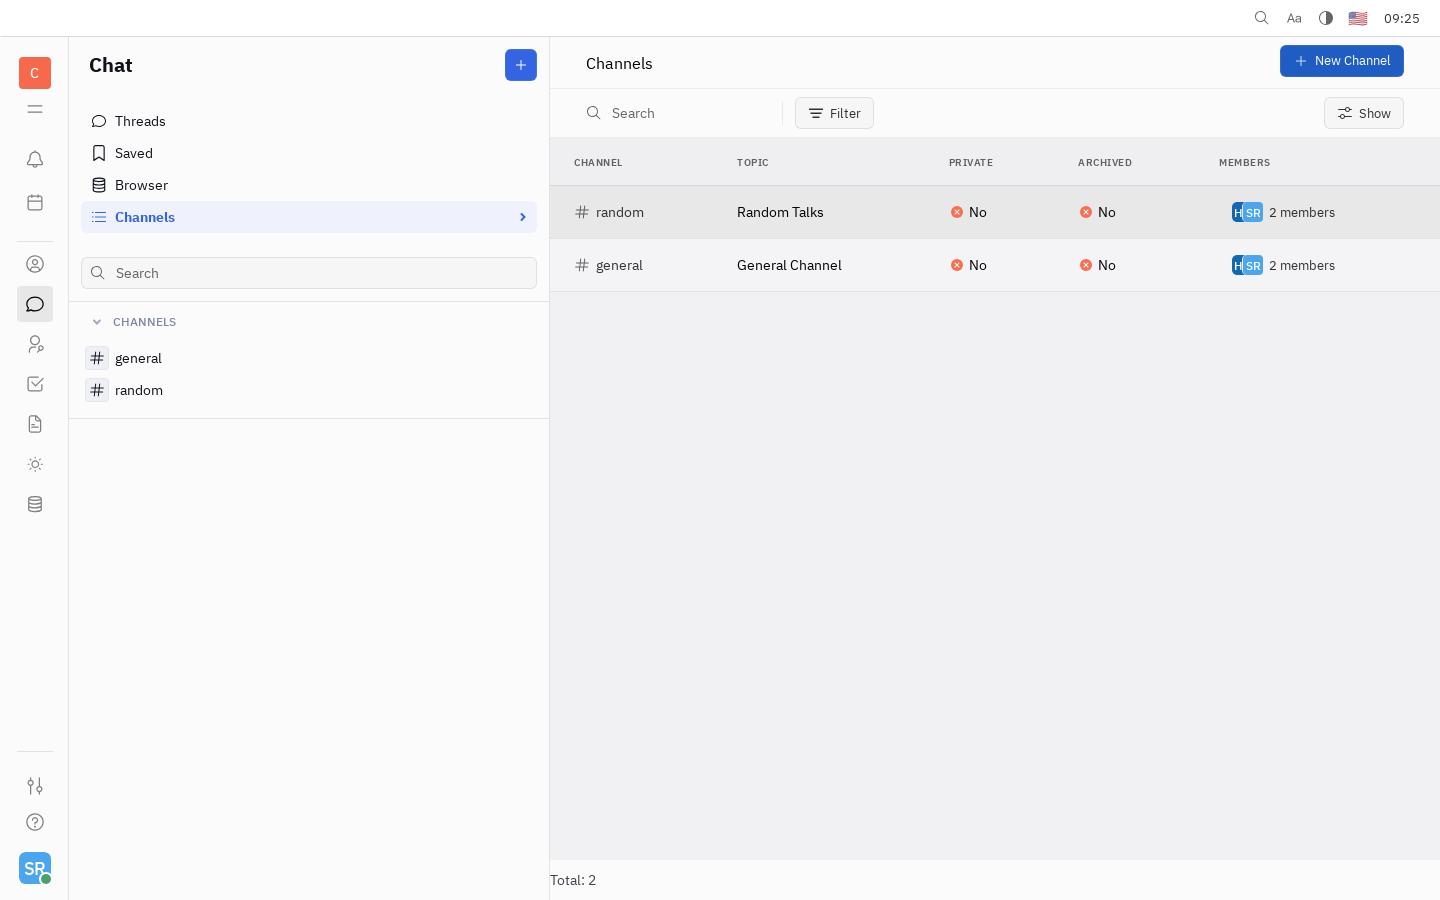 Aa
09:25
C
Chat
Threads
Saved
Browser
Channels
Search
CHANNELS
general
random
SR
Channels
New Channel
Search
Filter
Show
CHANNEL TOPIC PRIVATE ARCHIVED MEMBERS
random Random Talks No No H SR 2 members
general General Channel No No H SR 2 members
Total: 2